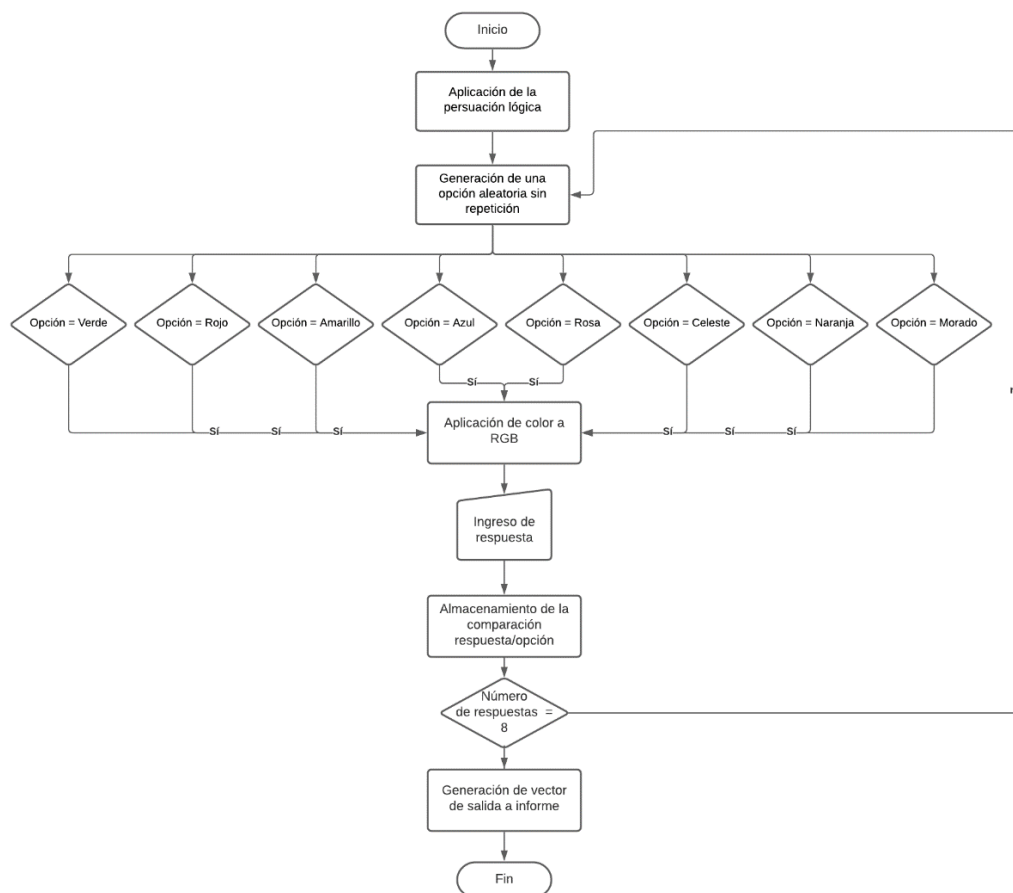 Inicio
Aplicación de la
persuación lógica
Generación de una
opción aleatoria sin
repetición
Opción = Verde
Opción = Rojo
Opción = Amarillo
Opción = Azul
Opción = Rosa
Opción = Celeste
Opción = Naranja
Opción = Morado
sí
sí
Aplicación de color a
RGB
sí
sí
sí
sí
sí
sí
Ingreso de
respuesta
Almacenamiento de la
comparación
respuesta/opción
Número
de respuestas =
8
Generación de vector
de salida a informe
Fin